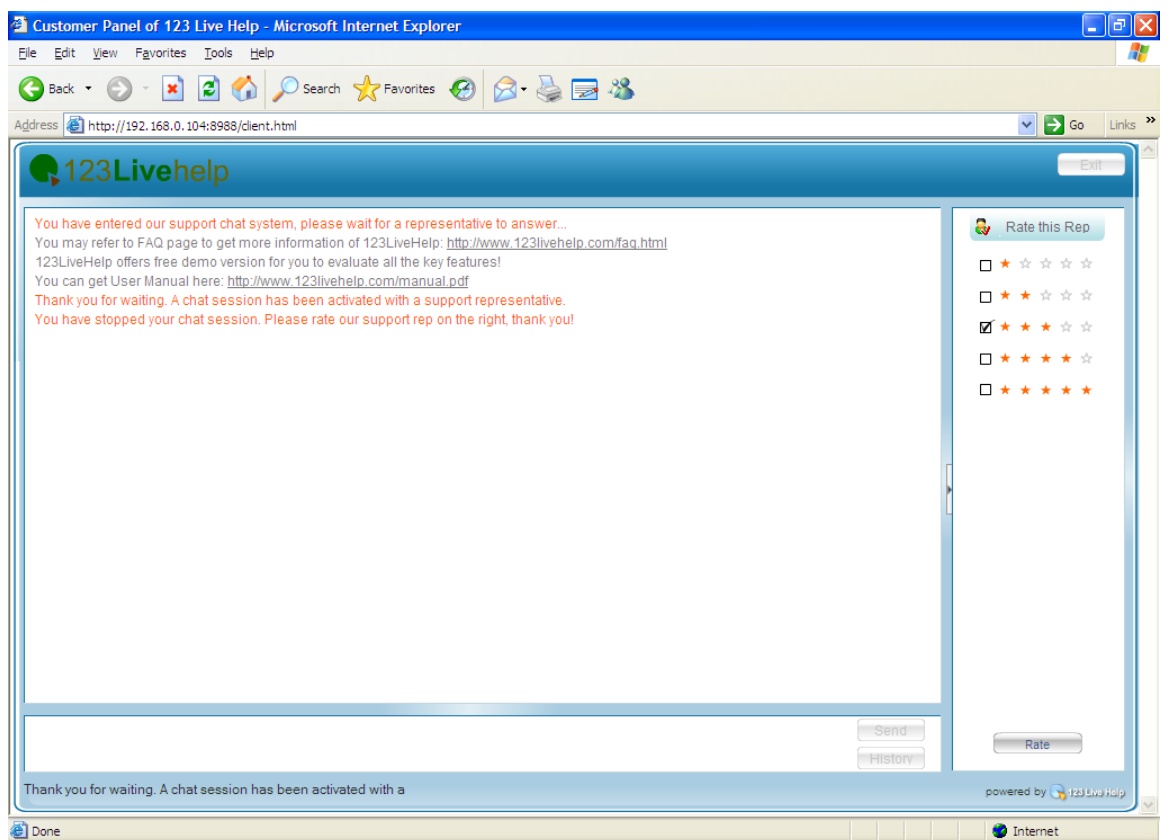 Customer Panel of 123 Live Help - Microsoft Internet Explorer
File Edit View Favorites Tools Help
Back Search Favorites
Address http://192.168.0.104:8988/client.html Go Links »
123Livehelp Exit
You have entered our support chat system, please wait for a representative to answer...
You may refer to FAQ page to get more information of 123LiveHelp: http://www.123livehelp.com/faq.html
123LiveHelp offers free demo version for you to evaluate all the key features!
You can get User Manual here: http://www.123livehelp.com/manual.pdf
Thank you for waiting. A chat session has been activated with a support representative.
You have stopped your chat session. Please rate our support rep on the right, thank you!
Rate this Rep
Send
History
Rate
Thank you for waiting. A chat session has been activated with a
powered by 123 Live Help
Done Internet